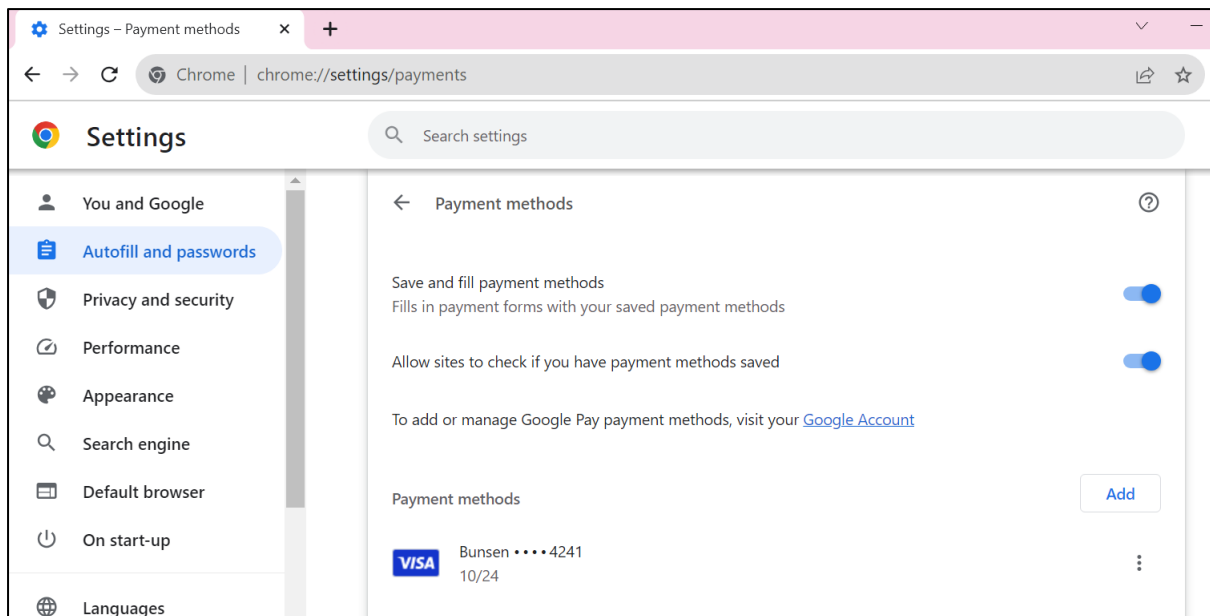 Settings – Payment methods
Chrome | chrome://settings/payments
Settings
Search settings
You and Google
Autofill and passwords
Privacy and security
Performance
Appearance
Search engine
Default browser
On start-up
Languages
Payment methods
Save and fill payment methods
Fills in payment forms with your saved payment methods
Allow sites to check if you have payment methods saved
To add or manage Google Pay payment methods, visit your Google Account
Payment methods
Add
VISA
Bunsen •••• 4241
10/24